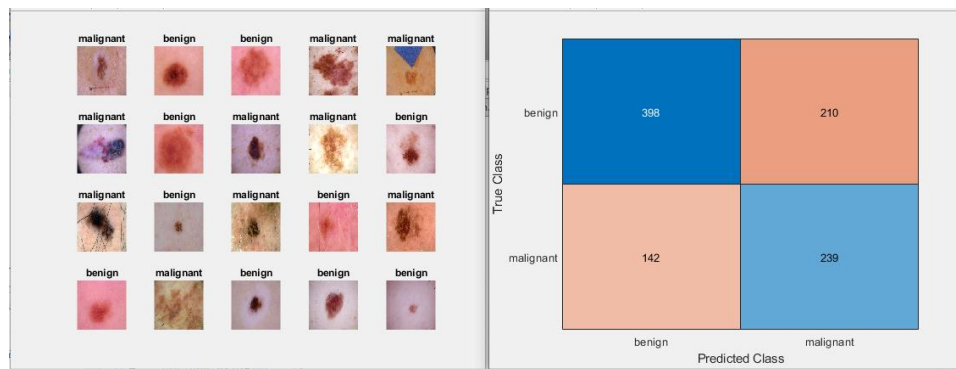 malignant benign benign malignant malignant
malignant benign malignant malignant benign
malignant benign malignant benign malignant
benign malignant benign benign benign
benign
398
210
True Class
malignant
142
239
benign malignant
Predicted Class